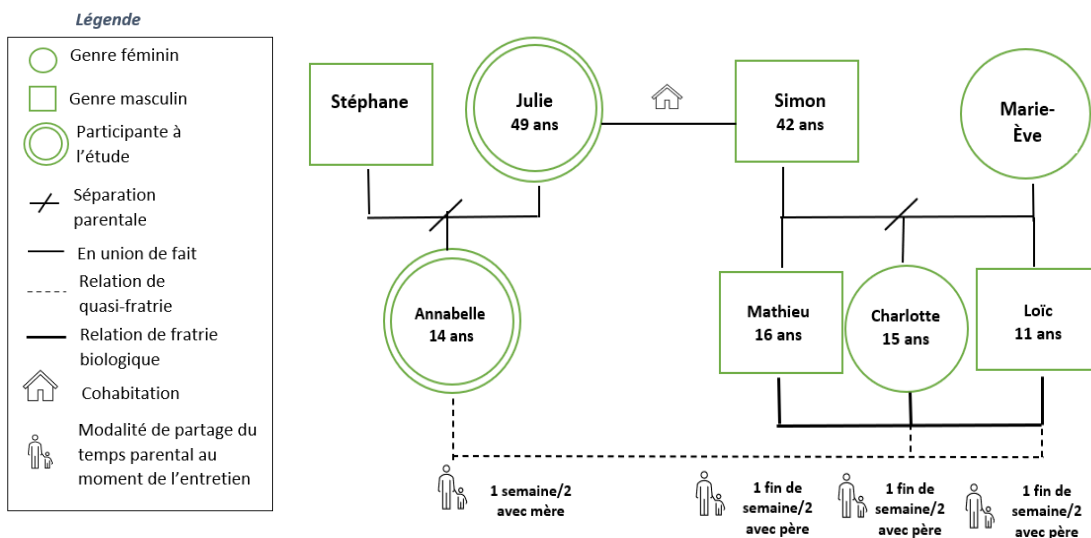 Légende
Genre féminin
Genre masculin
Participante à
l'étude
Séparation
parentale
En union de fait
Relation de
quasi-fratrie
Relation de fratrie
biologique
Cohabitation
Modalité de partage du
temps parental au
moment de l'entretien
Stéphane
Julie
49 ans
Simon
42 ans
Marie-
Ève
Annabelle
14 ans
Mathieu
16 ans
Charlotte
15 ans
Loïc
11 ans
1 semaine/2
avec mère
1 fin de
semaine/2
avec père
1 fin de
semaine/2
avec père
1 fin de
semaine/2
avec père